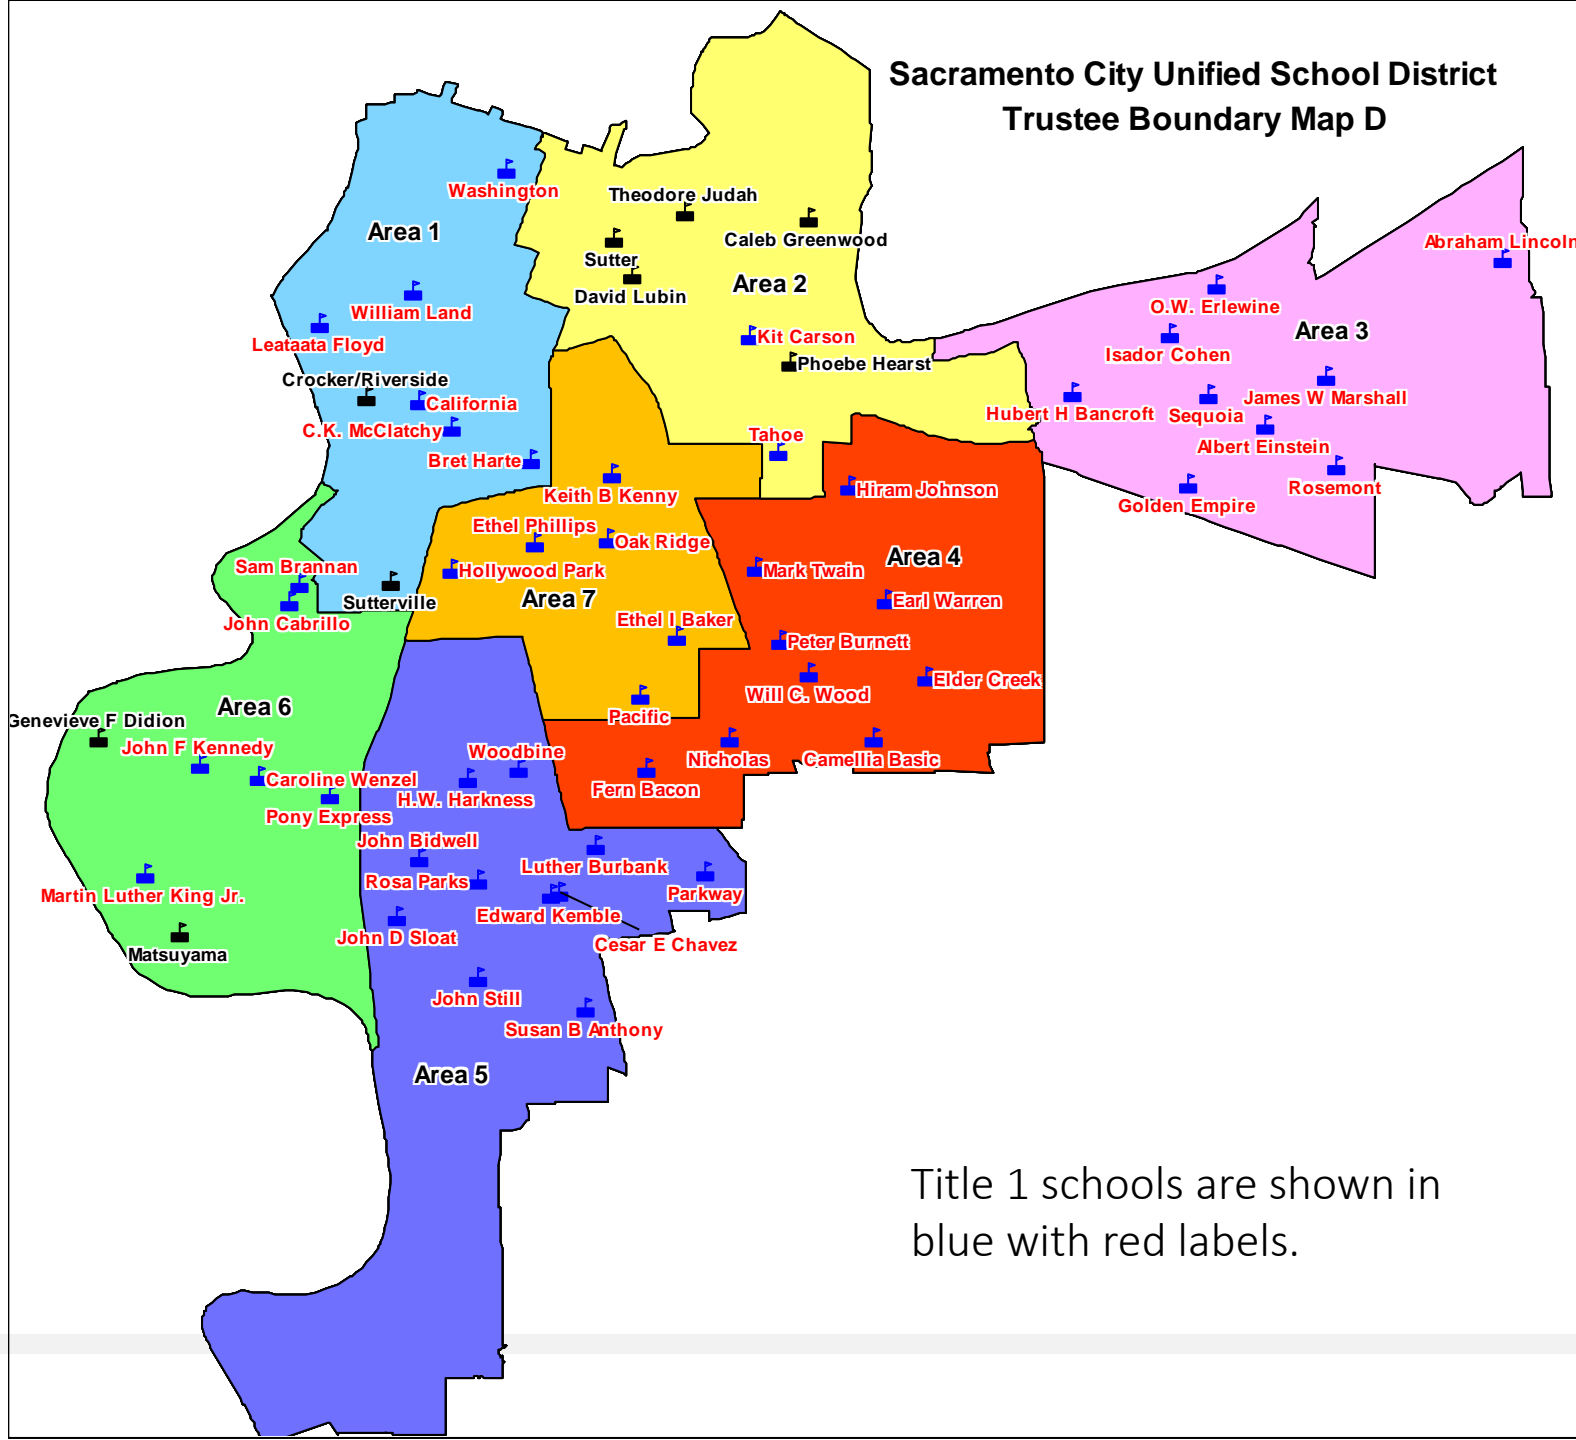 Sacramento City Unified School District
Trustee Boundary Map D
Washington
Theodore Judah
Area 1
Caleb Greenwood
Sutter
Area 2
David Lubin
Abraham Lincoln
O.W. Erlewine
Area 3
William Land
Leataata Floyd
Kit Carson
Isador Cohen
Phoebe Hearst
Crocker/Riverside
California
James W Marshall
Hubert H Bancroft
Sequoia
C.K. McClatchy
Tahoe
Albert Einstein
Bret Harte
Keith B Kenny
Hiram Johnson
Rosemont
Golden Empire
Ethel Phillips
Oak Ridge
Area 4
Sam Brannan
Hollywood Park
Mark Twain
Area 7
Sutterville
Earl Warren
John Cabrillo
Ethel I Baker
Peter Burnett
Elder Creek
Will C. Wood
Area 6
Pacific
Genevieve F Didion
John F Kennedy
Woodbine
Nicholas
Camellia Basic
Caroline Wenzel
H.W. Harkness
Fern Bacon
Pony Express
John Bidwell
Luther Burbank
Rosa Parks
Parkway
Martin Luther King Jr.
Edward Kemble
John D Sloat
Cesar E Chavez
Matsuyama
John Still
Susan B Anthony
Area 5
Title 1 schools are shown in
blue with red labels.